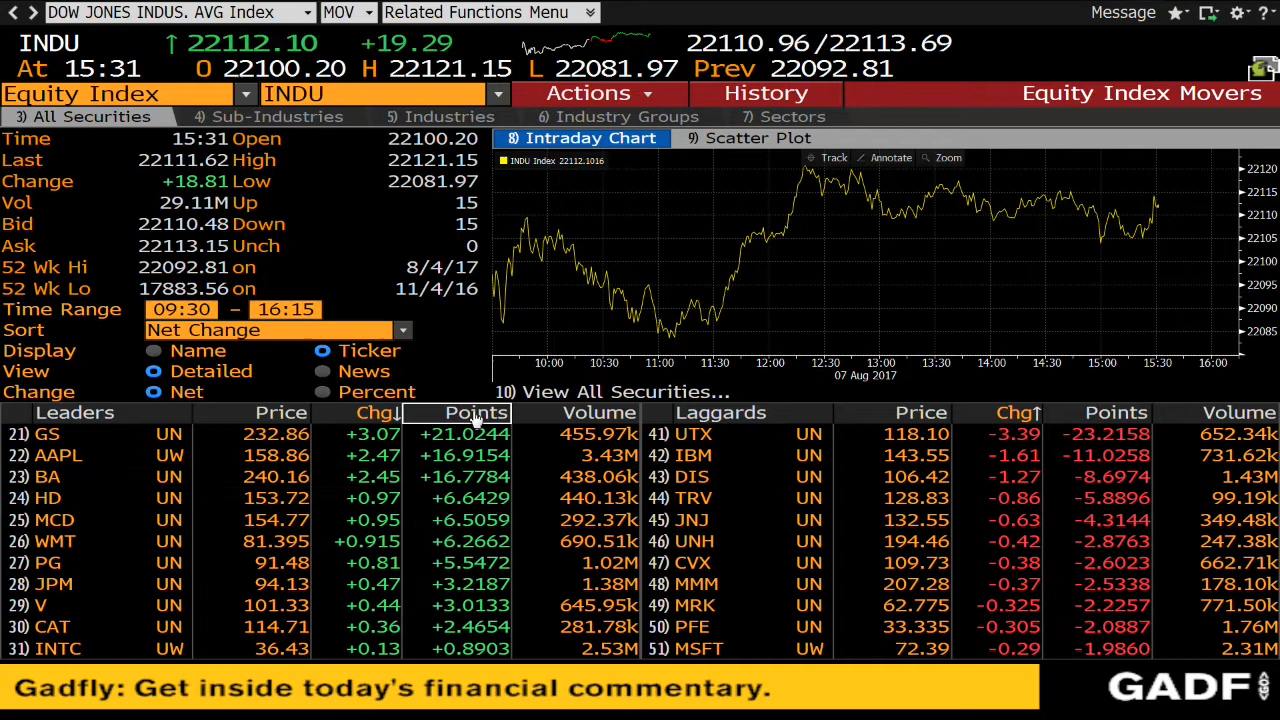 DOW JONES INDUS. AVG Index MOV Related Functions Menu Message ?
INDU ↑ 22112.10 +19.29 22110.96/22113.69
At 15:31 O 22100.20 H 22121.15 L 22081.97 Prev 22092.81
Equity Index INDU Actions History Equity Index Movers
3) All Securities 4) Sub-Industries 5) Industries 6) Industry Groups 7) Sectors
Time 15:31 Open 22100.20
Last 22111.62 High 22121.15
Change +18.81 Low 22081.97
Vol 29.11M Up 15
Bid 22110.48 Down 15
Ask 22113.15 Unch 0
52 Wk Hi 22092.81 on 8/4/17
52 Wk Lo 17883.56 on 11/4/16
Time Range 09:30 - 16:15
Sort Net Change
Display Name Ticker
View Detailed News
Change Net Percent
8) Intraday Chart 9) Scatter Plot
INDU Index 22112.1016 Track Annotate Zoom
22120
22115
22110
22105
22100
22095
22090
22085
10:00 10:30 11:00 11:30 12:00 12:30 13:00 13:30 14:00 14:30 15:00 15:30 16:00
07 Aug 2017
10) View All Securities...
Leaders Price Chg↓ Points Volume Laggards Price Chg↑ Points Volume
21) GS UN 232.86 +3.07 +21.0244 455.97k 41) UTX UN 118.10 -3.39 -23.2158 652.34k
22) AAPL UW 158.86 +2.47 +16.9154 3.43M 42) IBM UN 143.55 -1.61 -11.0258 731.62k
23) BA UN 240.16 +2.45 +16.7784 438.06k 43) DIS UN 106.42 -1.27 -8.6974 1.43M
24) HD UN 153.72 +0.97 +6.6429 440.13k 44) TRV UN 128.83 -0.86 -5.8896 99.19k
25) MCD UN 154.77 +0.95 +6.5059 292.37k 45) JNJ UN 132.55 -0.63 -4.3144 349.48k
26) WMT UN 81.395 +0.915 +6.2662 690.51k 46) UNH UN 194.46 -0.42 -2.8763 247.38k
27) PG UN 91.48 +0.81 +5.5472 1.02M 47) CVX UN 109.73 -0.38 -2.6023 662.71k
28) JPM UN 94.13 +0.47 +3.2187 1.38M 48) MMM UN 207.28 -0.37 -2.5338 178.10k
29) V UN 101.33 +0.44 +3.0133 645.95k 49) MRK UN 62.775 -0.325 -2.2257 771.50k
30) CAT UN 114.71 +0.36 +2.4654 281.78k 50) PFE UN 33.335 -0.305 -2.0887 1.76M
31) INTC UW 36.43 +0.13 +0.8903 2.53M 51) MSFT UW 72.39 -0.29 -1.9860 2.31M
Gadfly: Get inside today's financial commentary. GADF GO